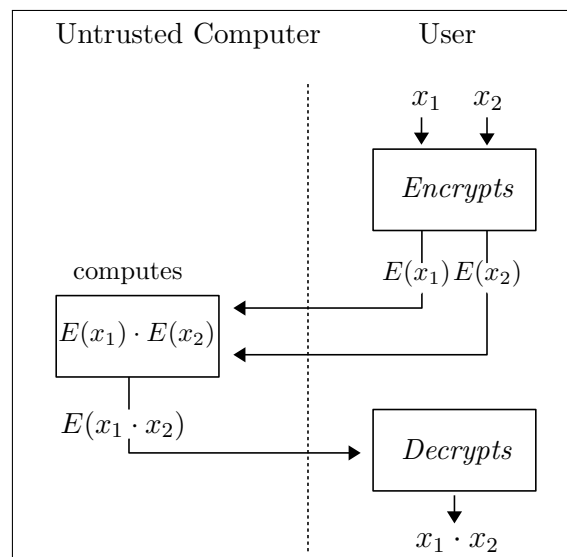 Untrusted Computer User
x₁ x₂
Encrypts
E(x₁) E(x₂)
computes
E(x₁) · E(x₂)
E(x₁ · x₂)
Decrypts
x₁ · x₂